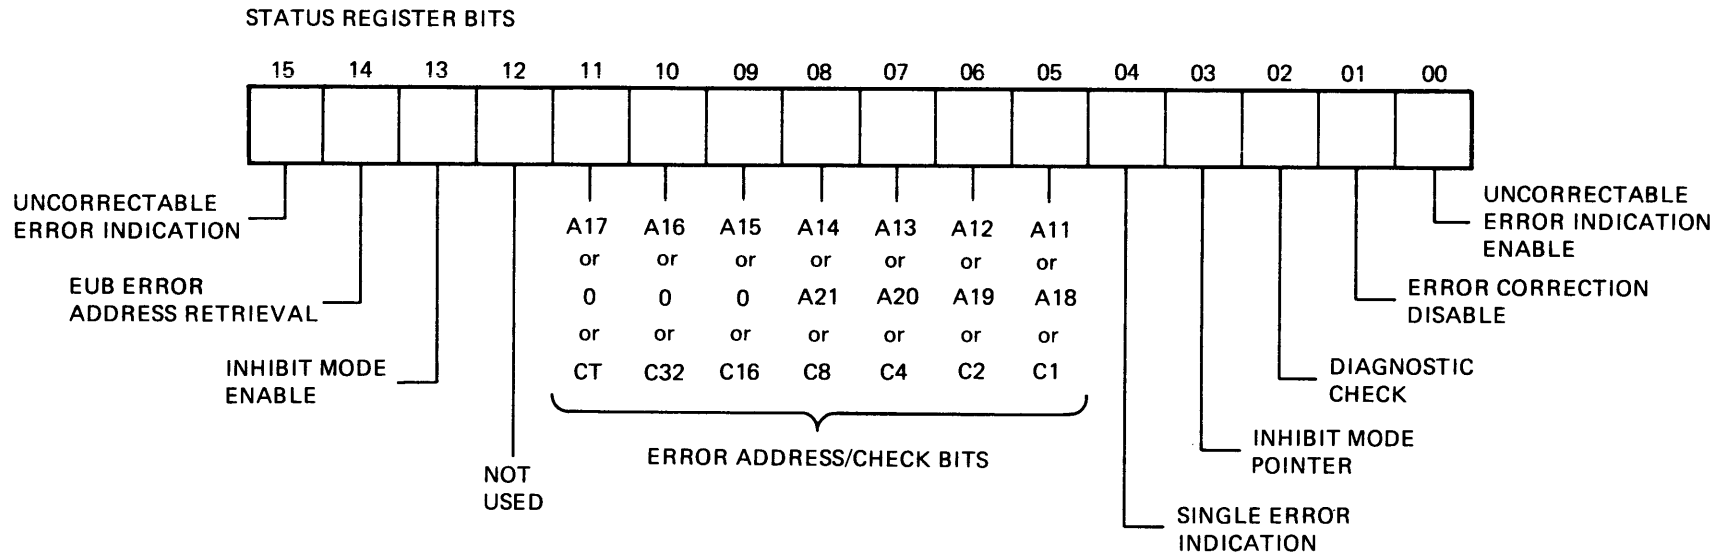 STATUS REGISTER BITS
15 14 13 12 11 10 09 08 07 06 05 04 03 02 01 00
UNCORRECTABLE
ERROR INDICATION
EUB ERROR
ADDRESS RETRIEVAL
INHIBIT MODE
ENABLE
NOT
USED
A17 A16 A15 A14 A13 A12 A11
or or or or or or or
0 0 0 A21 A20 A19 A18
or or or or or or or
CT C32 C16 C8 C4 C2 C1
ERROR ADDRESS/CHECK BITS
UNCORRECTABLE
ERROR INDICATION
ENABLE
ERROR CORRECTION
DISABLE
DIAGNOSTIC
CHECK
INHIBIT MODE
POINTER
SINGLE ERROR
INDICATION